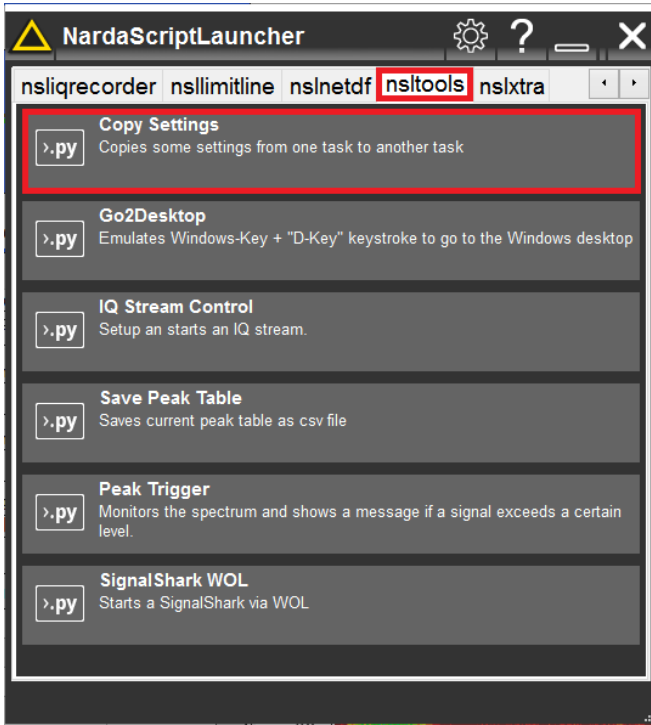 NardaScriptLauncher
?
nsliqrecorder nsllimitline nslnetdf nsltools nslxtra
Copy Settings
>.py
Copies some settings from one task to another task
Go2Desktop
>.py
Emulates Windows-Key + "D-Key" keystroke to go to the Windows desktop
IQ Stream Control
>.py
Setup an starts an IQ stream.
Save Peak Table
>.py
Saves current peak table as csv file
Peak Trigger
>.py
Monitors the spectrum and shows a message if a signal exceeds a certain
level.
SignalShark WOL
>.py
Starts a SignalShark via WOL